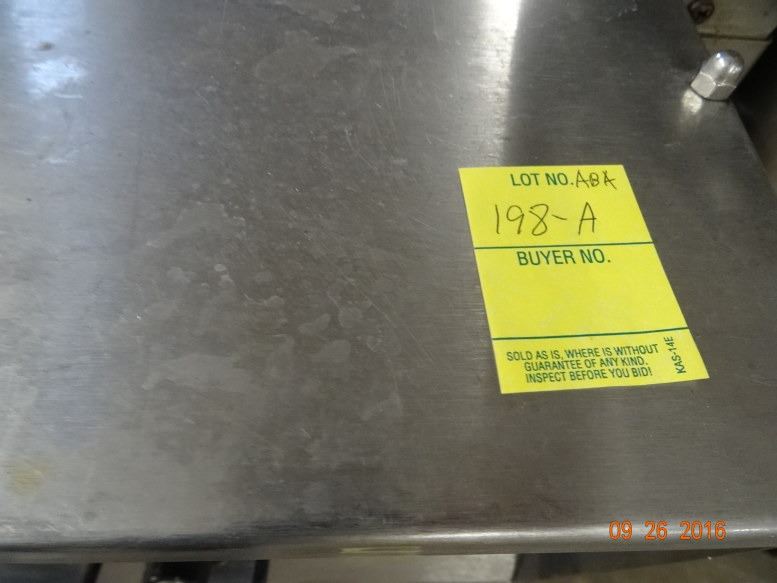 LOT NO. ABA
198-A
BUYER NO.
SOLD AS IS, WHERE IS WITHOUT
GUARANTEE OF ANY KIND.
INSPECT BEFORE YOU BID!
KAS-14E
09 26 2016